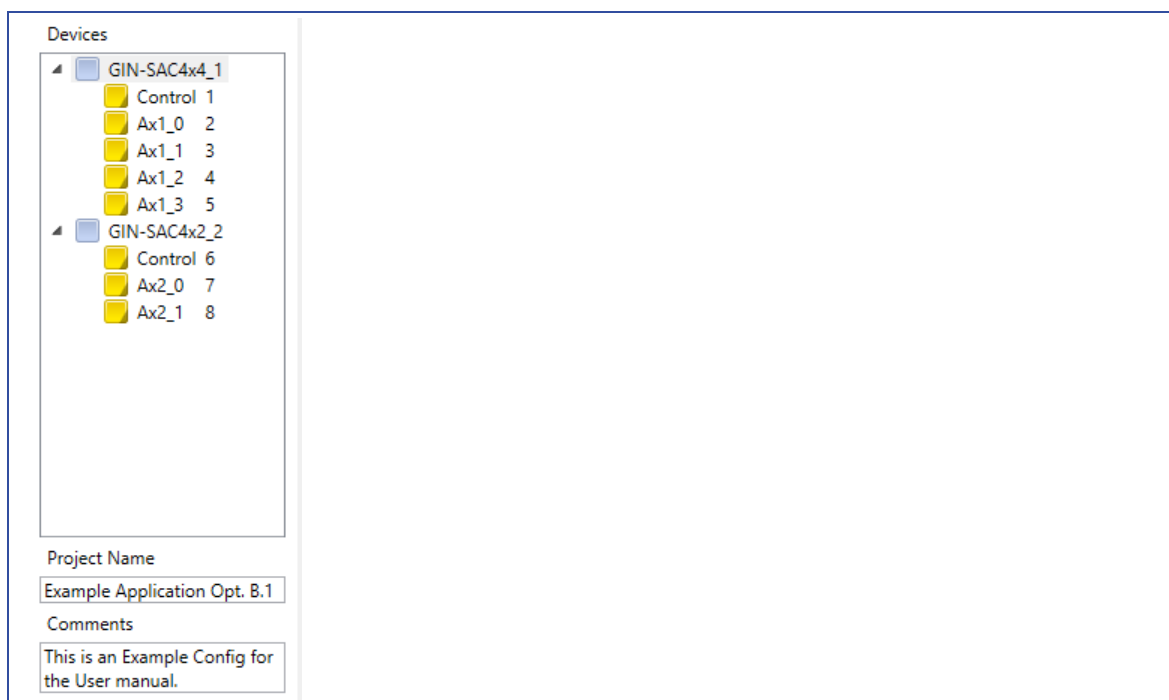 Devices
GIN-SAC4x4_1
Control 1
Ax1_0 2
Ax1_1 3
Ax1_2 4
Ax1_3 5
GIN-SAC4x2_2
Control 6
Ax2_0 7
Ax2_1 8
Project Name
Example Application Opt. B.1
Comments
This is an Example Config for
the User manual.